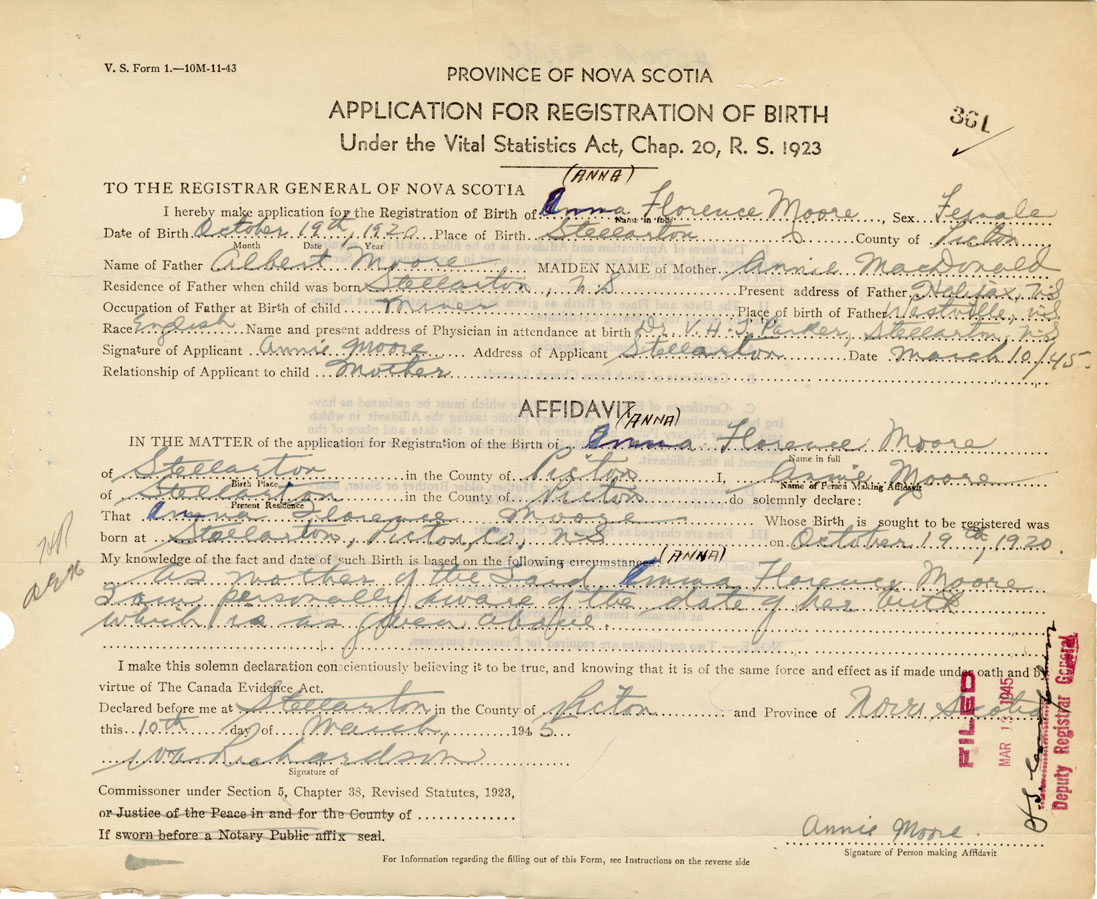 V. S. Form 1.—10M-11-43
PROVINCE OF NOVA SCOTIA
APPLICATION FOR REGISTRATION OF BIRTH
Under the Vital Statistics Act, Chap. 20, R. S. 1923
36L
(ANNA)
TO THE REGISTRAR GENERAL OF NOVA SCOTIA
I hereby make application for the Registration of Birth of Anna Florence Moore, Sex Female
Name in full
Date of Birth October 19th, 1920 Place of Birth Stellarton County of Pictou
Month Date Year
Name of Father Albert Moore MAIDEN NAME of Mother Annie MacDonald
Residence of Father when child was born Stellarton, N S Present address of Father Halifax, N.S.
Occupation of Father at Birth of child Miner Place of birth of Father Westville, N.S.
Race English Name and present address of Physician in attendance at birth Dr. V. H. T. Parker, Stellarton, N-S
Signature of Applicant Annie Moore Address of Applicant Stellarton Date March 10/45.
Relationship of Applicant to child Mother
AFFIDAVIT
(ANNA)
IN THE MATTER of the application for Registration of the Birth of Anna Florence Moore
Name in full
of Stellarton in the County of Pictou I, Annie Moore
Birth Place Name of Person Making Affidavit
of Stellarton in the County of Pictou do solemnly declare:
Present Residence
That Anna Florence Moore Whose Birth is sought to be registered was
born at Stellarton, Pictou, Co, N-S on October 19th, 1920.
My knowledge of the fact and date of such Birth is based on the following circumstance:
(ANNA)
As mother of the said Anna Florence Moore
I am personally aware of the date of her birth
which is as given above.
I make this solemn declaration conscientiously believing it to be true, and knowing that it is of the same force and effect as if made under oath and by
virtue of The Canada Evidence Act.
Declared before me at Stellarton in the County of Pictou and Province of Nova Scotia
this 10th day of March, 1945.
Richardson
Signature of
Commissoner under Section 5, Chapter 38, Revised Statutes, 1923,
or Justice of the Peace in and for the County of
If sworn before a Notary Public affix seal.
FILED
MAR 13 1945
Deputy Registrar General
Annie Moore.
Signature of Person making Affidavit
For Information regarding the filling out of this Form, see Instructions on the reverse side